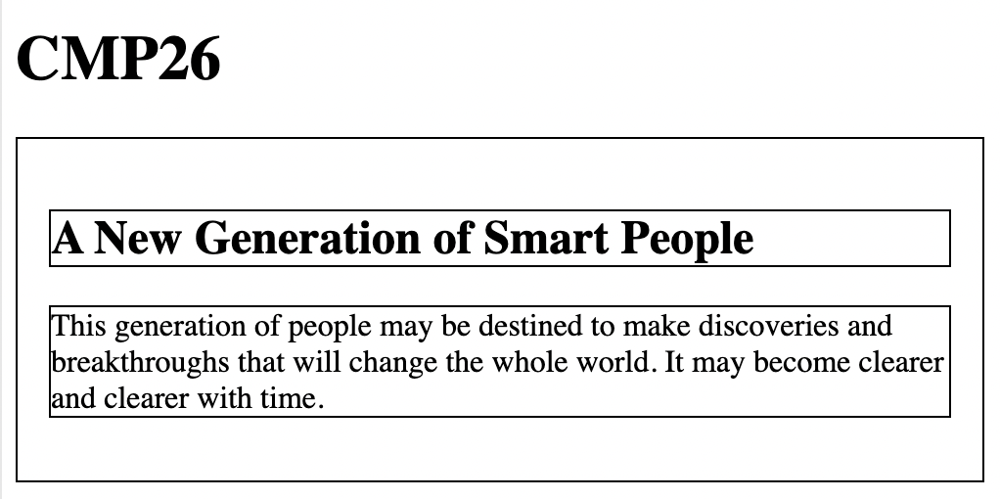 CMP26
A New Generation of Smart People
This generation of people may be destined to make discoveries and
breakthroughs that will change the whole world. It may become clearer
and clearer with time.